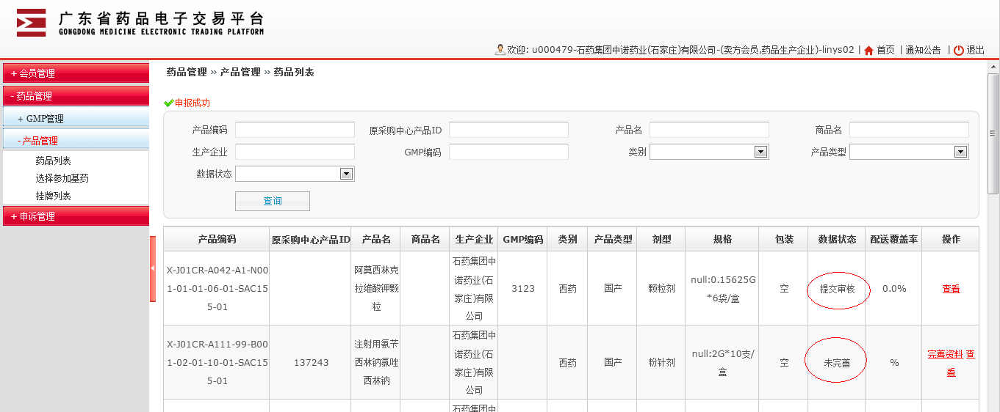 广东省药品电子交易平台
GONGDONG MEDICINE ELECTRONIC TRADING PLATFORM
欢迎: u000479-石药集团中诺药业(石家庄)有限公司-(卖方会员,药品生产企业)-linys02 | 首页 | 通知公告 | 退出
+ 会员管理
- 药品管理
+ GMP管理
- 产品管理
药品列表
选择参加基药
挂牌列表
+ 申诉管理
药品管理 » 产品管理 » 药品列表
申报成功
产品编码 原采购中心产品ID 产品名 商品名
生产企业 GMP编码 类别 产品类型
数据状态
查询
产品编码 原采购中心产品ID 产品名 商品名 生产企业 GMP编码 类别 产品类型 剂型 规格 包装 数据状态 配送覆盖率 操作
X-J01CR-A042-A1-N00
1-01-01-06-01-SAC15
5-01
阿莫西林克
拉维酸钾颗
粒
石药集团中
诺药业(石
家庄)有限
公司
3123
西药
国产
颗粒剂
null:0.15625G
*6袋/盒
空
提交审核
0.0%
查看
X-J01CR-A111-99-B00
1-02-01-10-01-SAC15
5-01
137243
注射用氨苄
西林钠氯唑
西林钠
石药集团中
诺药业(石
家庄)有限
公司
西药
国产
粉针剂
null:2G*10支/
盒
空
未完善
%
完善资料 查
看
石药集团中